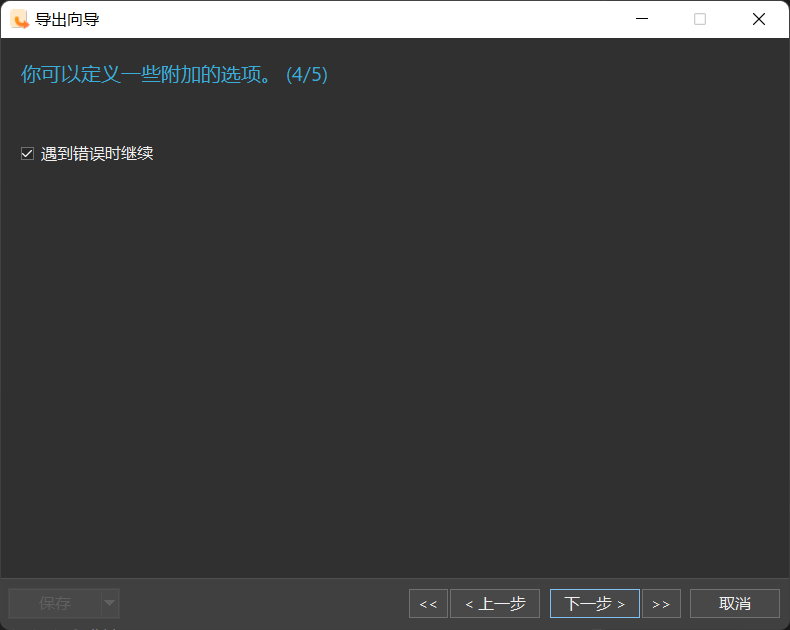 导出向导
你可以定义一些附加的选项。 (4/5)
遇到错误时继续
保存
<<
< 上一步
下一步 >
>>
取消